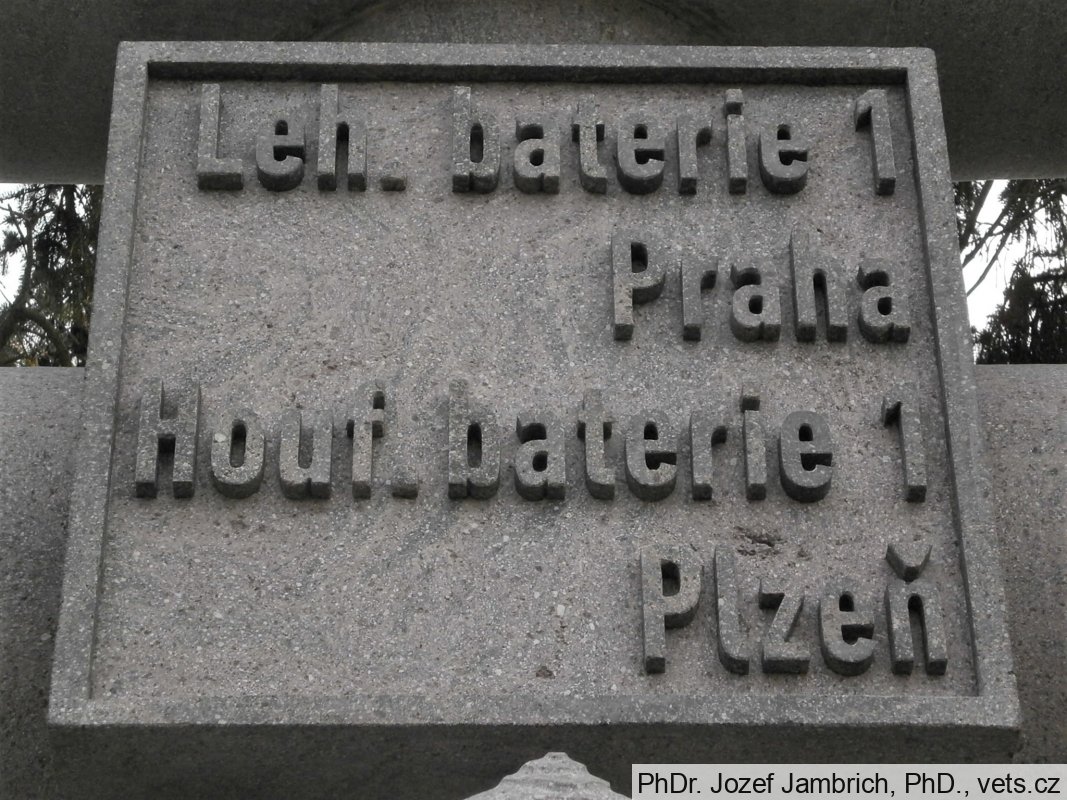 Leh. baterie 1
Praha
Houf. baterie 1
Plzeň
PhDr. Jozef Jambrich, PhD., vets.cz